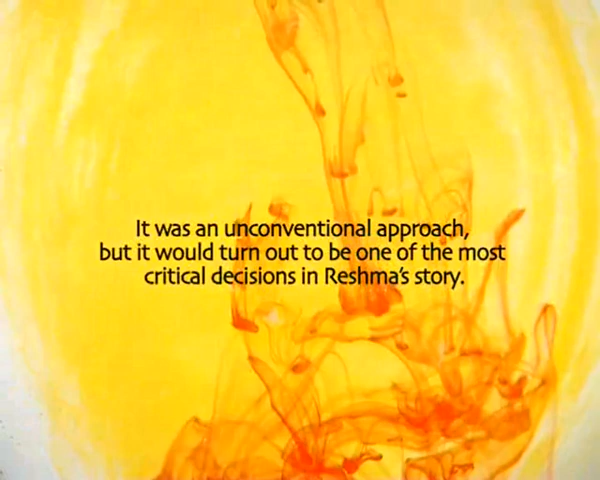 It was an unconventional approach,
but it would turn out to be one of the most
critical decisions in Reshma's story.